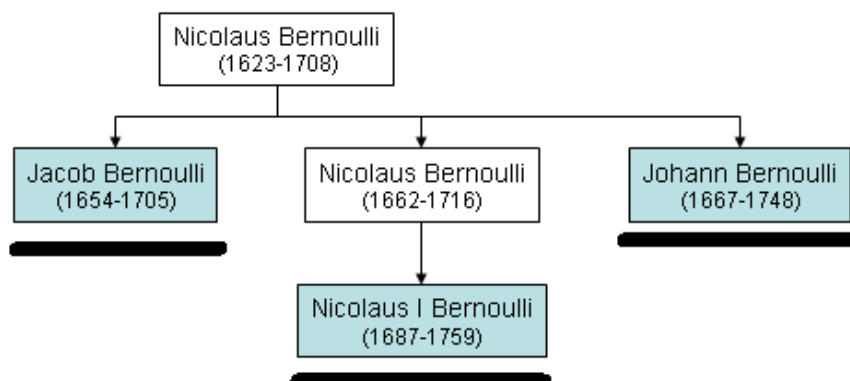 Nicolaus Bernoulli
(1623-1708)
Jacob Bernoulli
(1654-1705)
Nicolaus Bernoulli
(1662-1716)
Johann Bernoulli
(1667-1748)
Nicolaus I Bernoulli
(1687-1759)